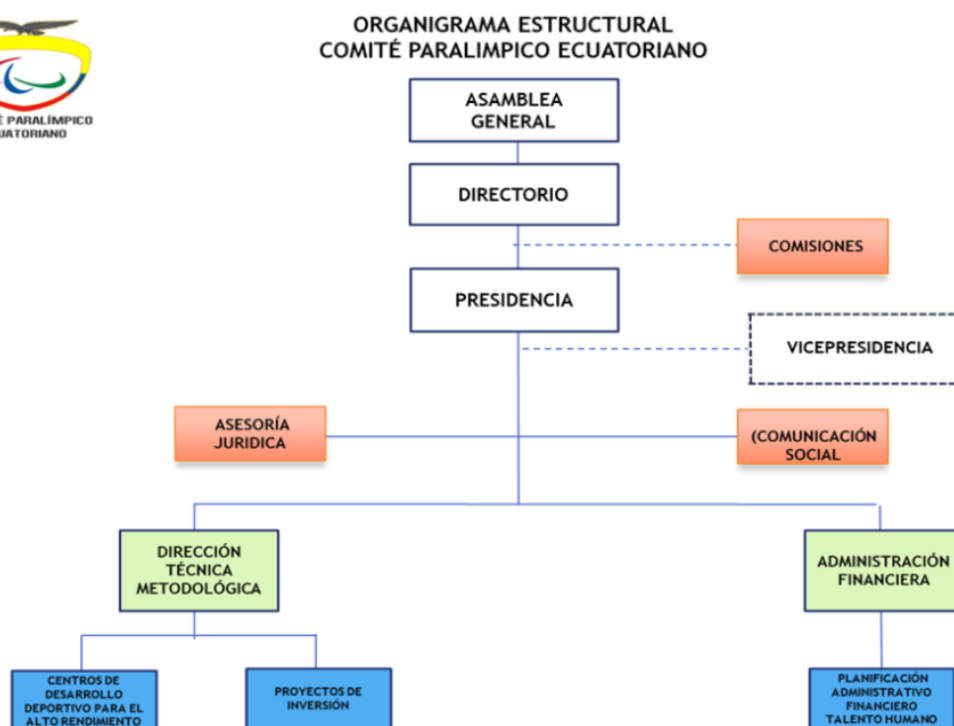 ORGANIGRAMA ESTRUCTURAL
COMITÉ PARALIMPICO ECUATORIANO
É PARALÍMPICO
UATORIANO
ASAMBLEA
GENERAL
DIRECTORIO
COMISIONES
PRESIDENCIA
VICEPRESIDENCIA
ASESORÍA
JURIDICA
(COMUNICACIÓN
SOCIAL
DIRECCIÓN
TÉCNICA
METODOLÓGICA
ADMINISTRACIÓN
FINANCIERA
CENTROS DE
DESARROLLO
DEPORTIVO PARA EL
ALTO RENDIMIENTO
PROYECTOS DE
INVERSIÓN
PLANIFICACIÓN
ADMINISTRATIVO
FINANCIERO
TALENTO HUMANO